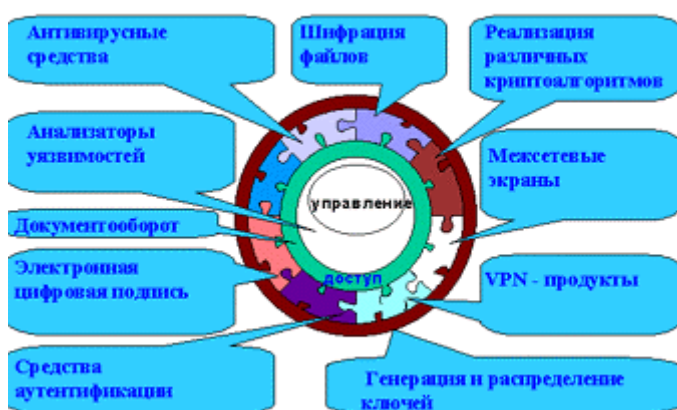 Антивирусные
средства
Шифрация
файлов
Реализация
различных
криптоалгоритмов
Анализаторы
уязвимостей
Межсетевые
экраны
управление
Документооборот
Электронная
цифровая подпись
доступ
VPN - продукты
Средства
аутентификации
Генерация и распределение
ключей